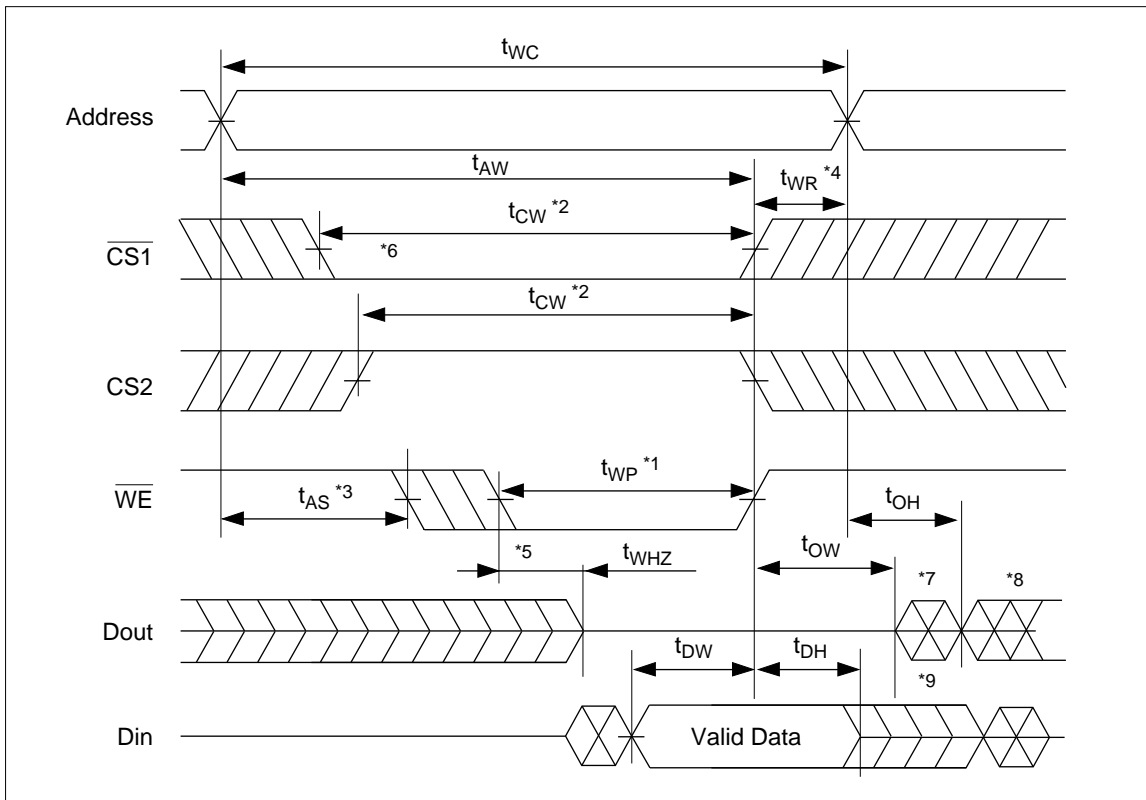 tWC
Address
tAW
tWR *4
tCW *2
CS1
*6
tCW *2
CS2
WE
tWP *1
tAS *3
tOH
tOW
*5
tWHZ
*7
*8
Dout
tDW
tDH
*9
Din
Valid Data